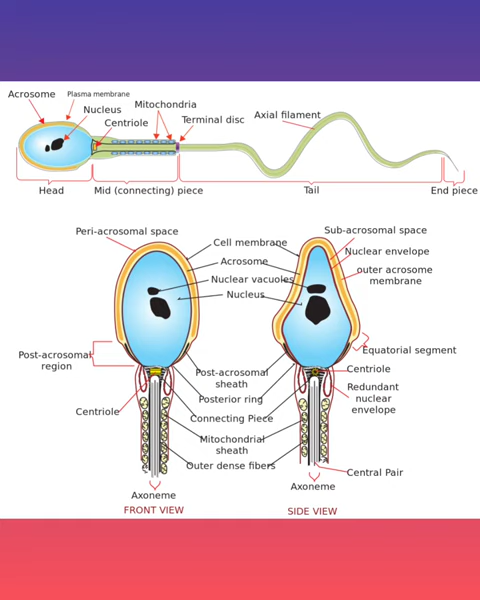 Acrosome
Plasma membrane
Nucleus
Mitochondria
Centriole
Terminal disc
Axial filament
Head
Mid (connecting) piece
Tail
End piece
Peri-acrosomal space
Cell membrane
Acrosome
Nuclear vacuoles
Nucleus
Sub-acrosomal space
Nuclear envelope
outer acrosome
membrane
Post-acrosomal
region
Equatorial segment
Post-acrosomal
sheath
Centriole
Posterior ring
Redundant
nuclear
envelope
Centriole
Connecting Piece
Mitochondrial
sheath
Outer dense fibers
Central Pair
Axoneme
Axoneme
FRONT VIEW
SIDE VIEW